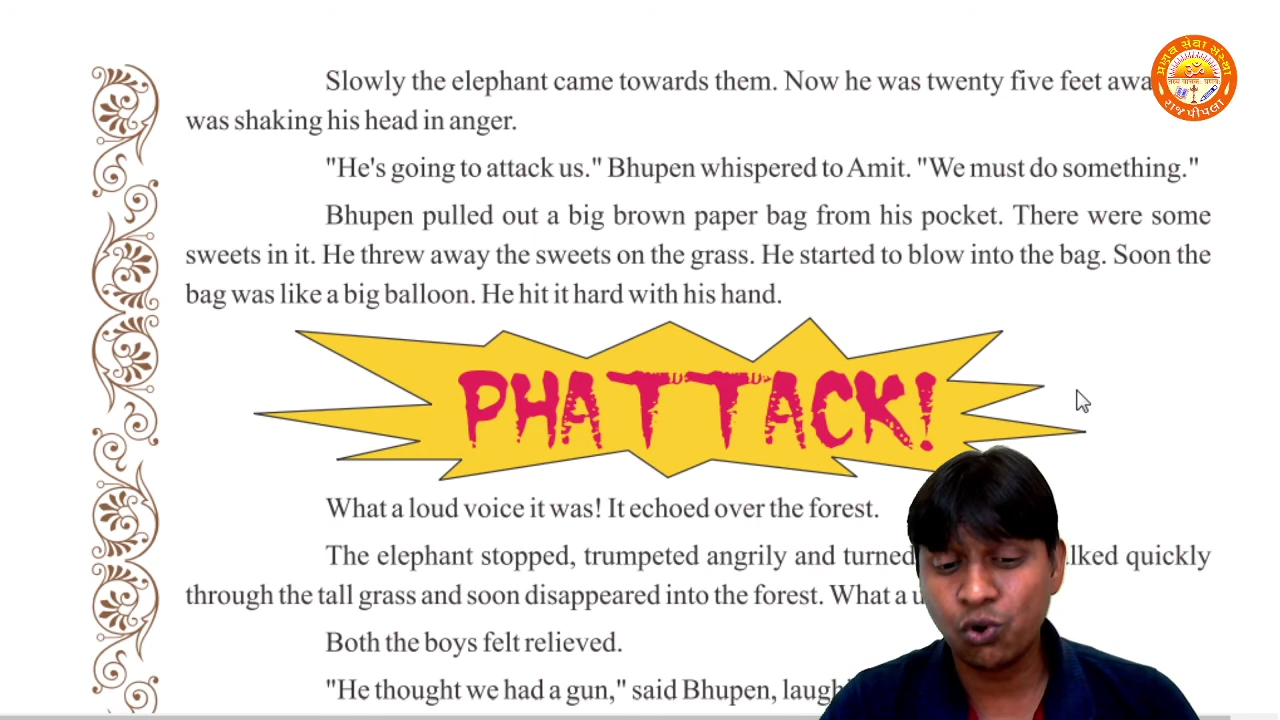 પ્રણવ સેવા સંસ્થા
રાજપીપલા
Slowly the elephant came towards them. Now he was twenty five feet
was shaking his head in anger.
"He's going to attack us." Bhupen whispered to Amit. "We must do something."
Bhupen pulled out a big brown paper bag from his pocket. There were some
sweets in it. He threw away the sweets on the grass. He started to blow into the bag. Soon the
bag was like a big balloon. He hit it hard with his hand.
PHATTACK!
What a loud voice it was! It echoed over the forest.
The elephant stopped, trumpeted angrily and turned quickly
through the tall grass and soon disappeared into the forest. What a
Both the boys felt relieved.
"He thought we had a gun," said Bhupen,